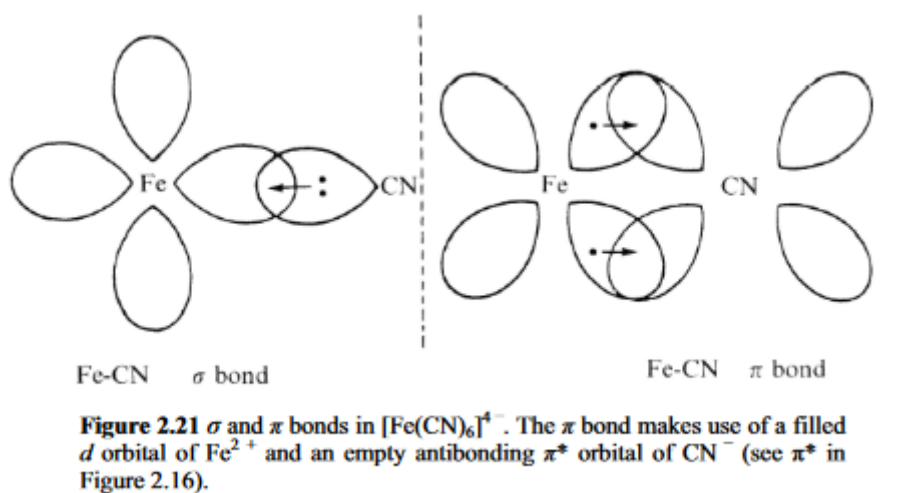 Fe
CN
Fe
CN
Fe-CN σ bond
Fe-CN π bond
Figure 2.21 σ and π bonds in [Fe(CN)₆]⁴⁻. The π bond makes use of a filled
d orbital of Fe²⁺ and an empty antibonding π* orbital of CN⁻ (see π* in
Figure 2.16).